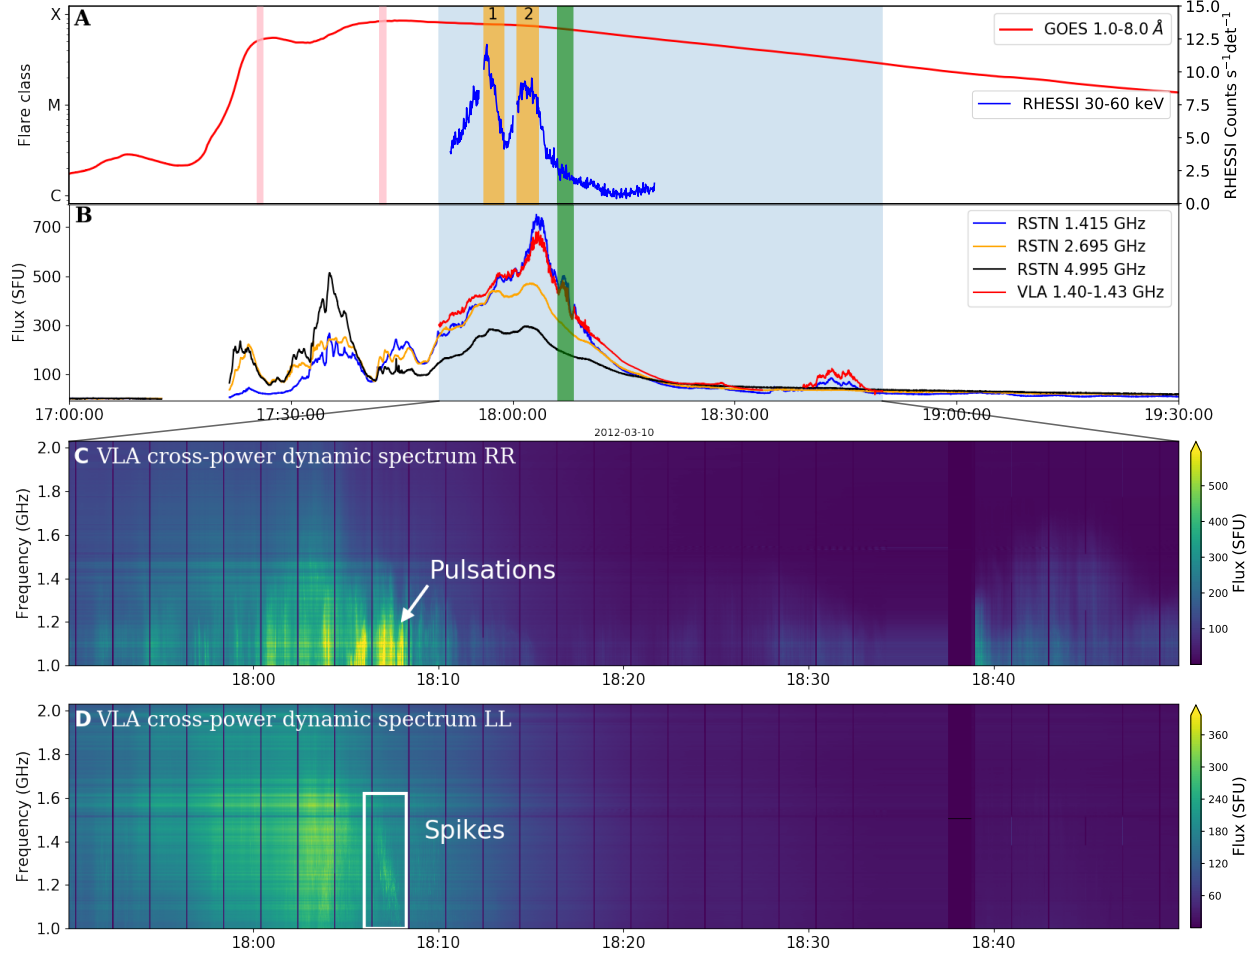 A
X
M
C
Flare class
1
2
GOES 1.0-8.0 Å
RHESSI 30-60 keV
15.0
12.5
10.0
7.5
5.0
2.5
0.0
RHESSI Counts s⁻¹det⁻¹
B
700
500
300
100
Flux (SFU)
RSTN 1.415 GHz
RSTN 2.695 GHz
RSTN 4.995 GHz
VLA 1.40-1.43 GHz
17:00:00 17:30:00 18:00:00 18:30:00 19:00:00 19:30:00
2012-03-10
C VLA cross-power dynamic spectrum RR
2.0
1.8
1.6
1.4
1.2
1.0
Frequency (GHz)
Pulsations
18:00 18:10 18:20 18:30 18:40
500
400
300
200
100
Flux (SFU)
D VLA cross-power dynamic spectrum LL
2.0
1.8
1.6
1.4
1.2
1.0
Frequency (GHz)
Spikes
18:00 18:10 18:20 18:30 18:40
360
300
240
180
120
60
Flux (SFU)